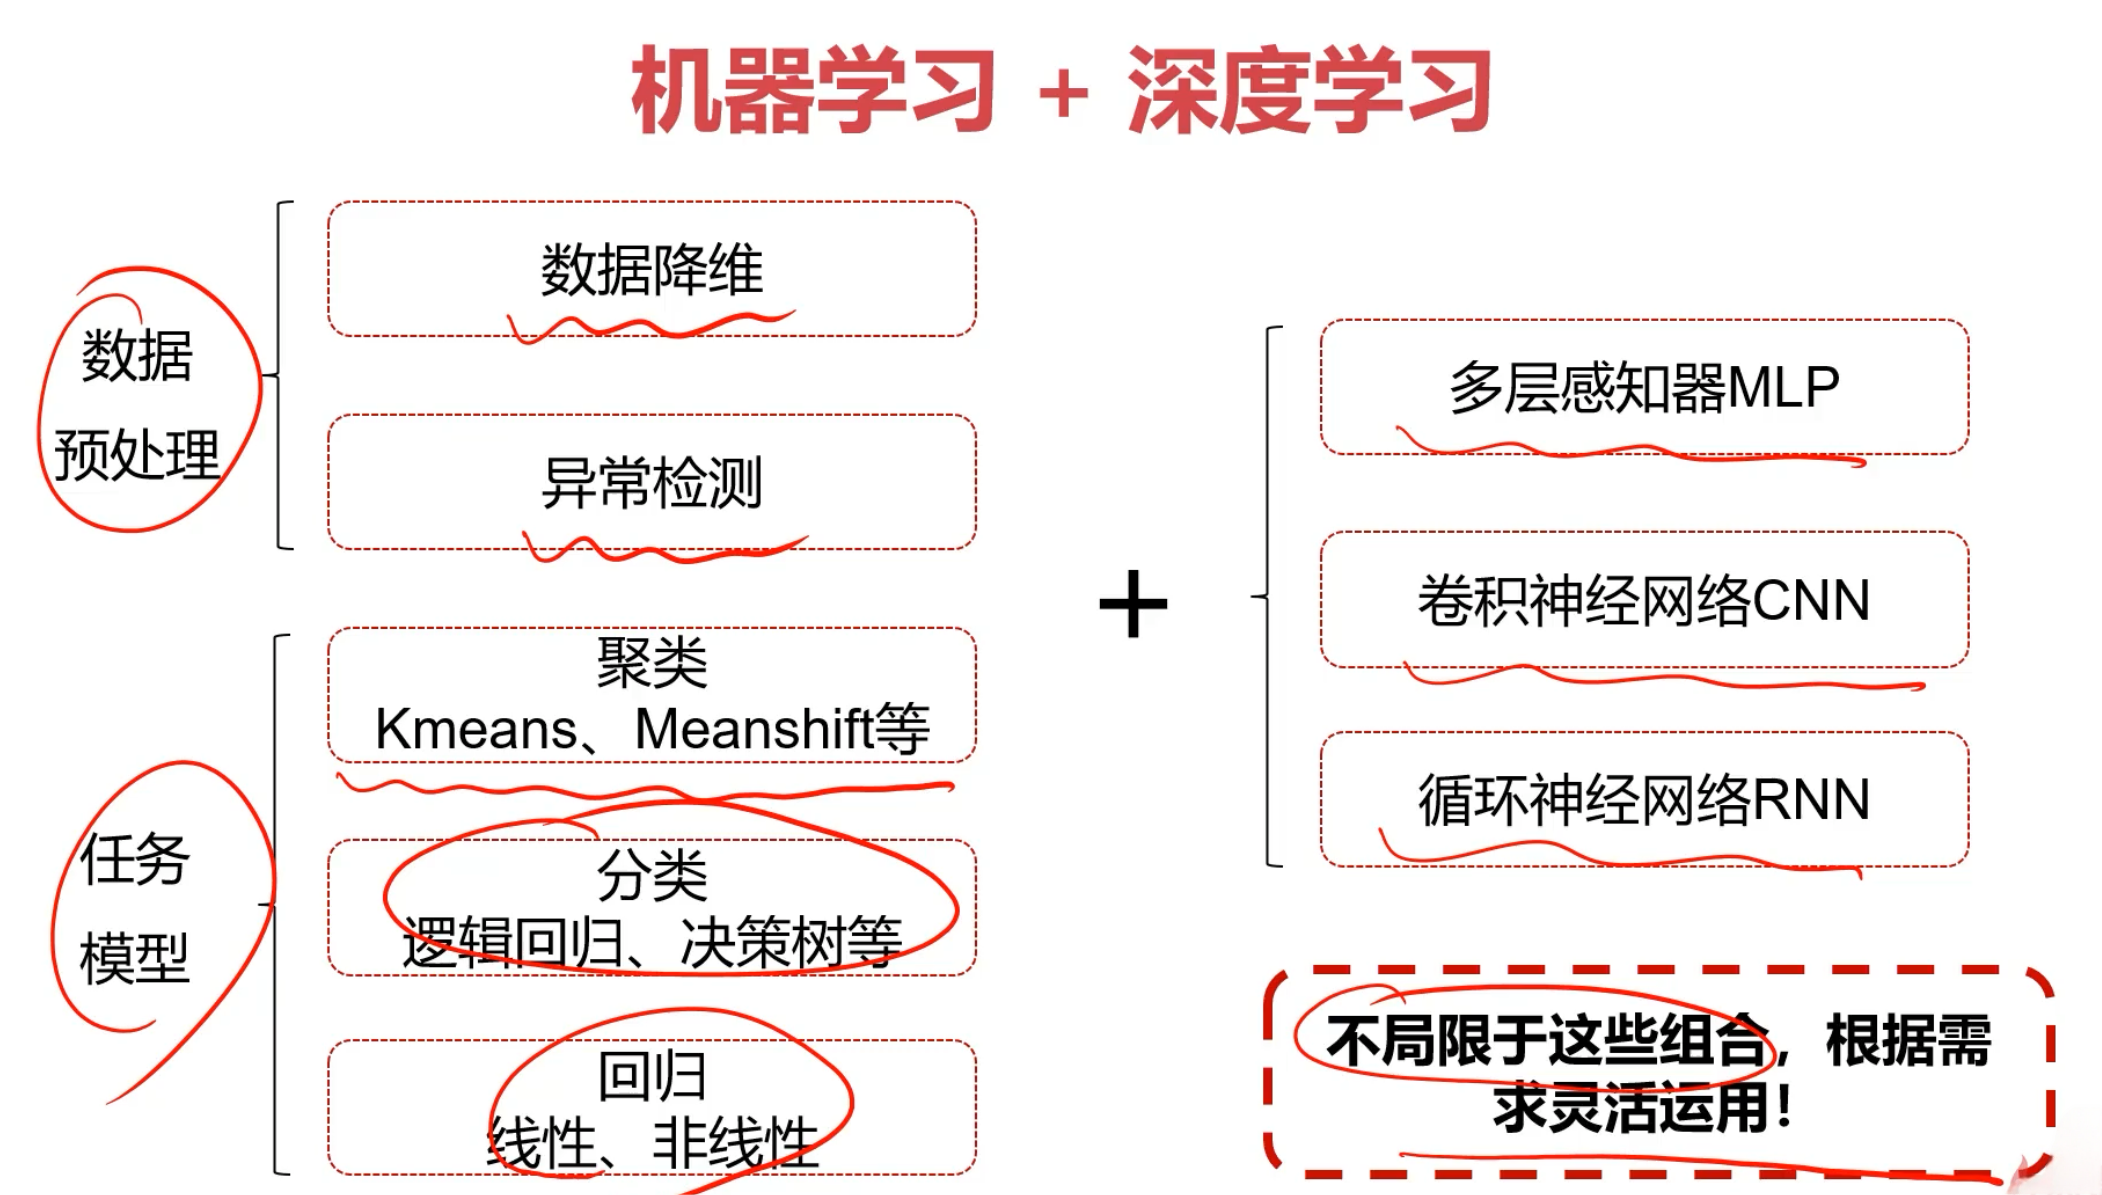 机器学习 + 深度学习
数据
预处理
数据降维
异常检测
任务
模型
聚类
Kmeans、Meanshift等
分类
逻辑回归、决策树等
回归
线性、非线性
+
多层感知器MLP
卷积神经网络CNN
循环神经网络RNN
不局限于这些组合，根据需
求灵活运用！